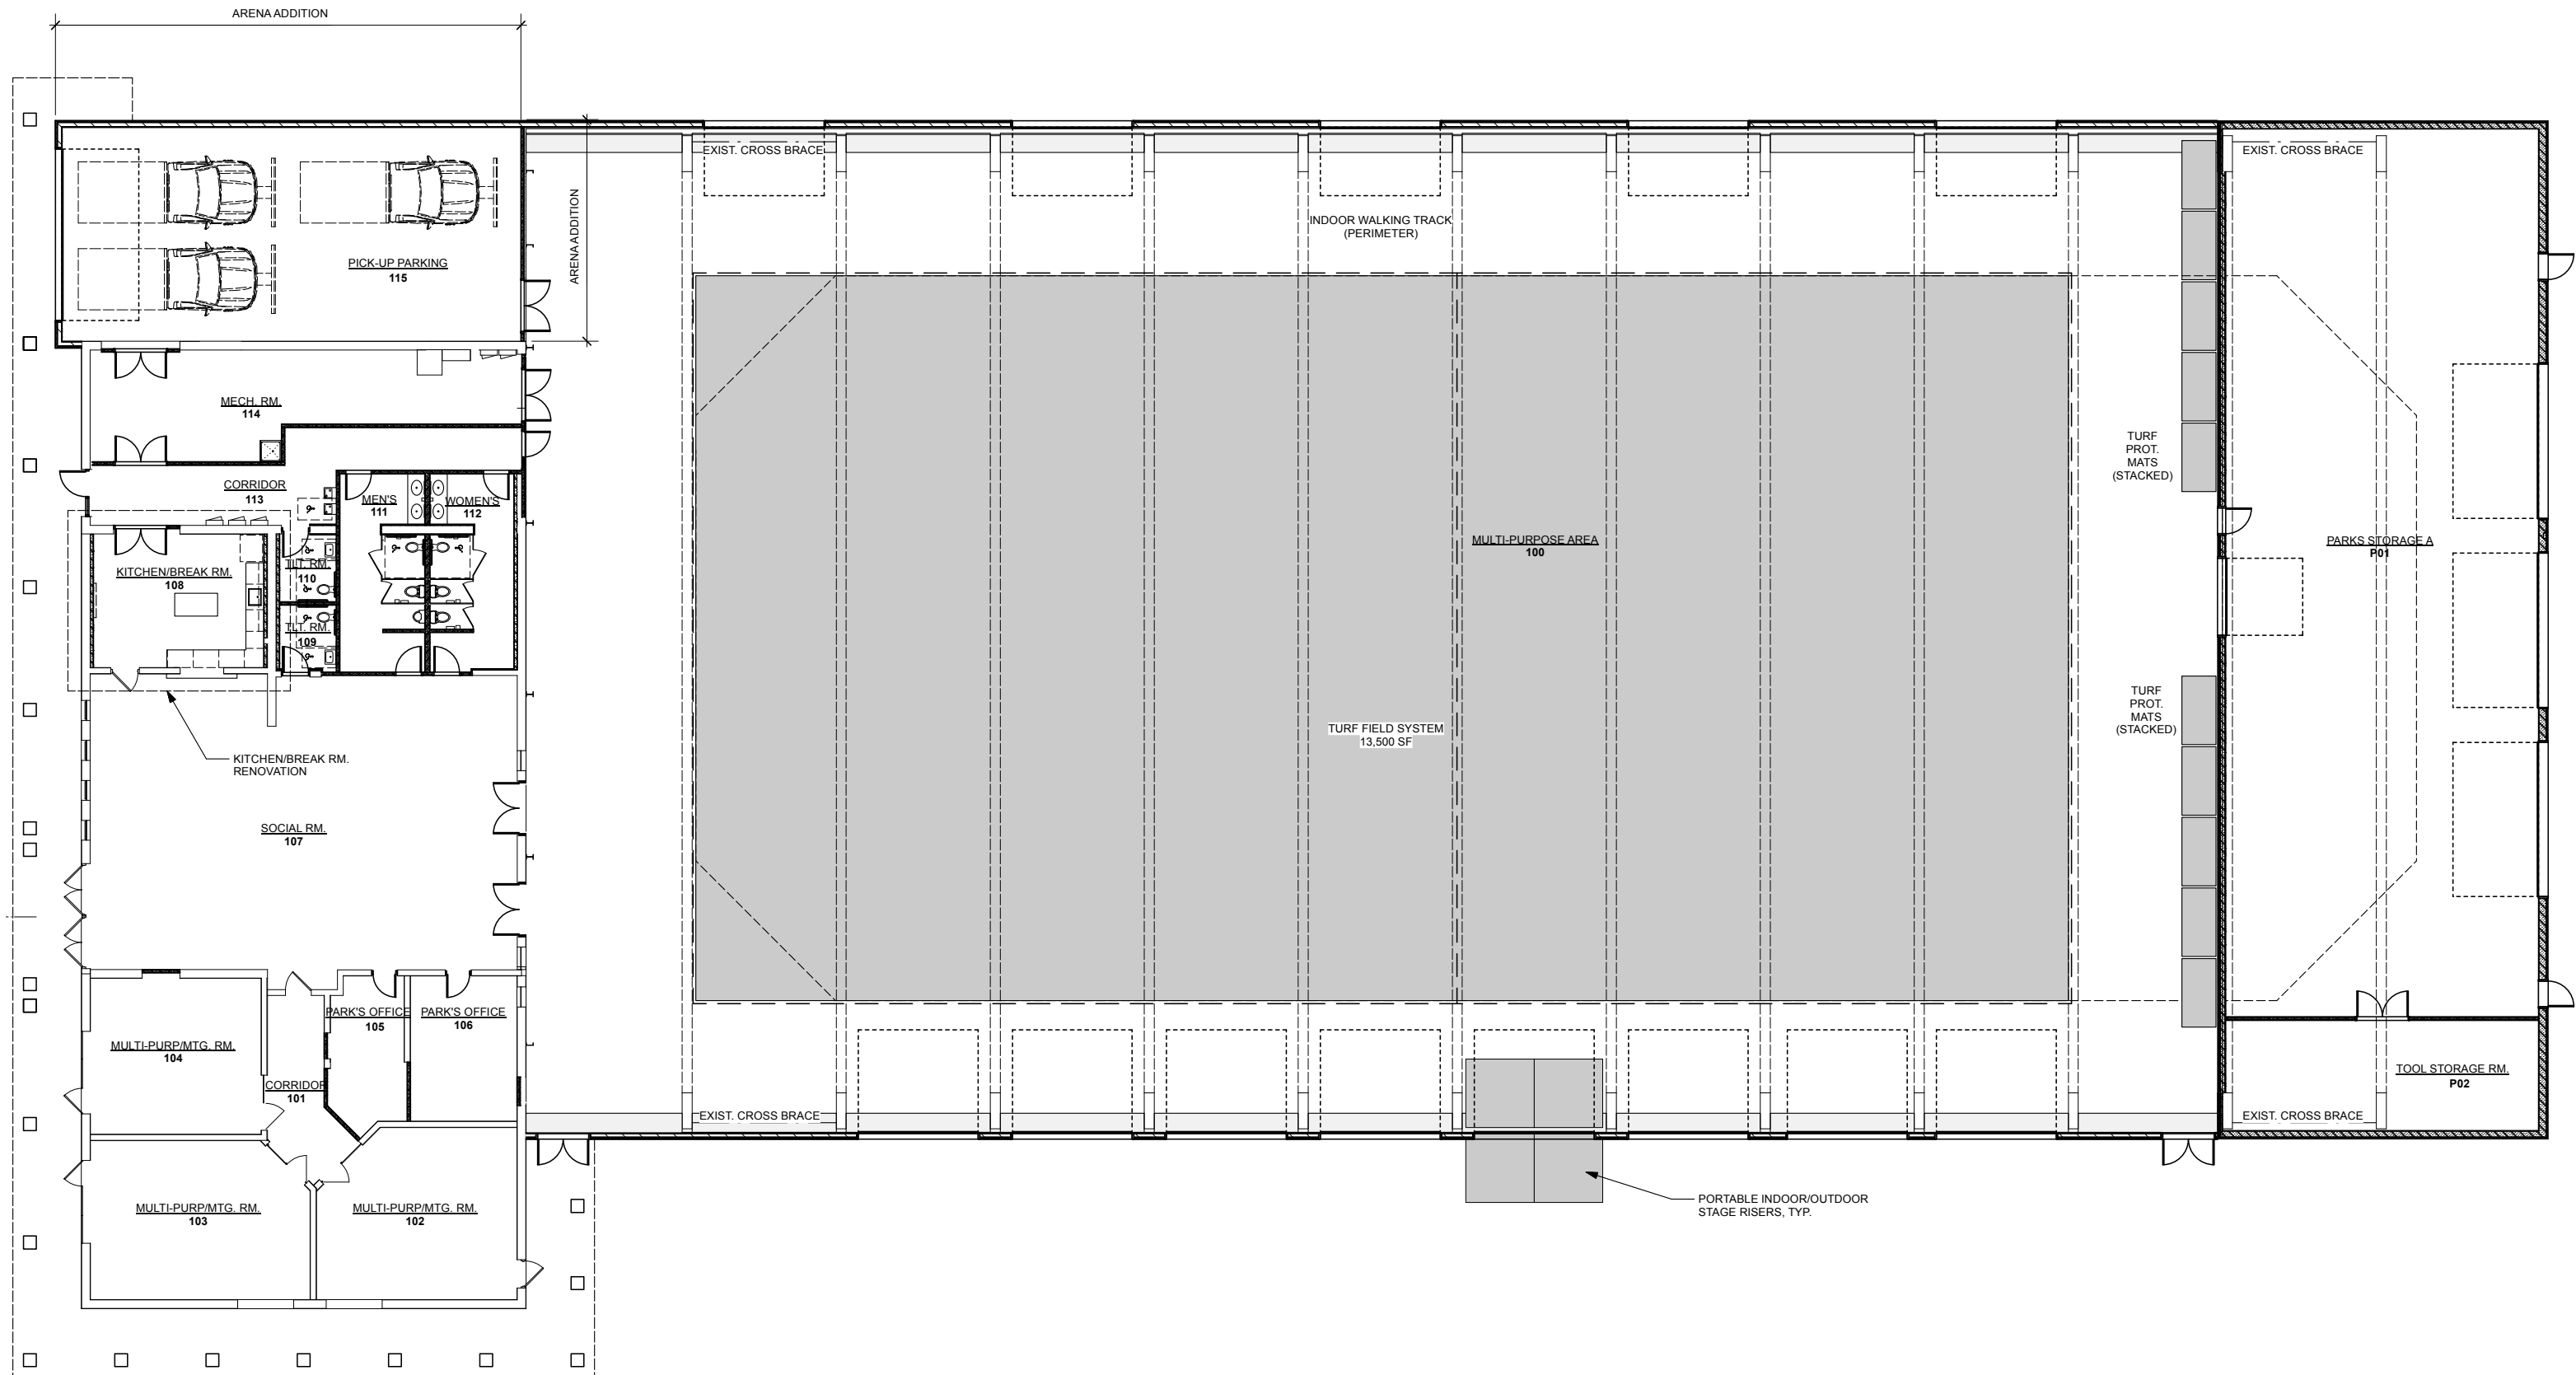 ARENA ADDITION
EXIST. CROSS BRACE
EXIST. CROSS BRACE
ARENA ADDITION
INDOOR WALKING TRACK
(PERIMETER)
PICK-UP PARKING
115
MECH. RM.
114
TURF
PROT.
MATS
(STACKED)
CORRIDOR
113
MEN'S
111
WOMEN'S
112
MULTI-PURPOSE AREA
100
PARKS STORAGE A
P01
KITCHEN/BREAK RM.
108
TLT. RM.
110
TLT. RM.
109
TURF
PROT.
MATS
(STACKED)
TURF FIELD SYSTEM
13,500 SF
KITCHEN/BREAK RM.
RENOVATION
SOCIAL RM.
107
PARK'S OFFICE
105
PARK'S OFFICE
106
MULTI-PURP/MTG. RM.
104
CORRIDOR
101
TOOL STORAGE RM.
P02
EXIST. CROSS BRACE
EXIST. CROSS BRACE
MULTI-PURP/MTG. RM.
103
MULTI-PURP/MTG. RM.
102
PORTABLE INDOOR/OUTDOOR
STAGE RISERS, TYP.